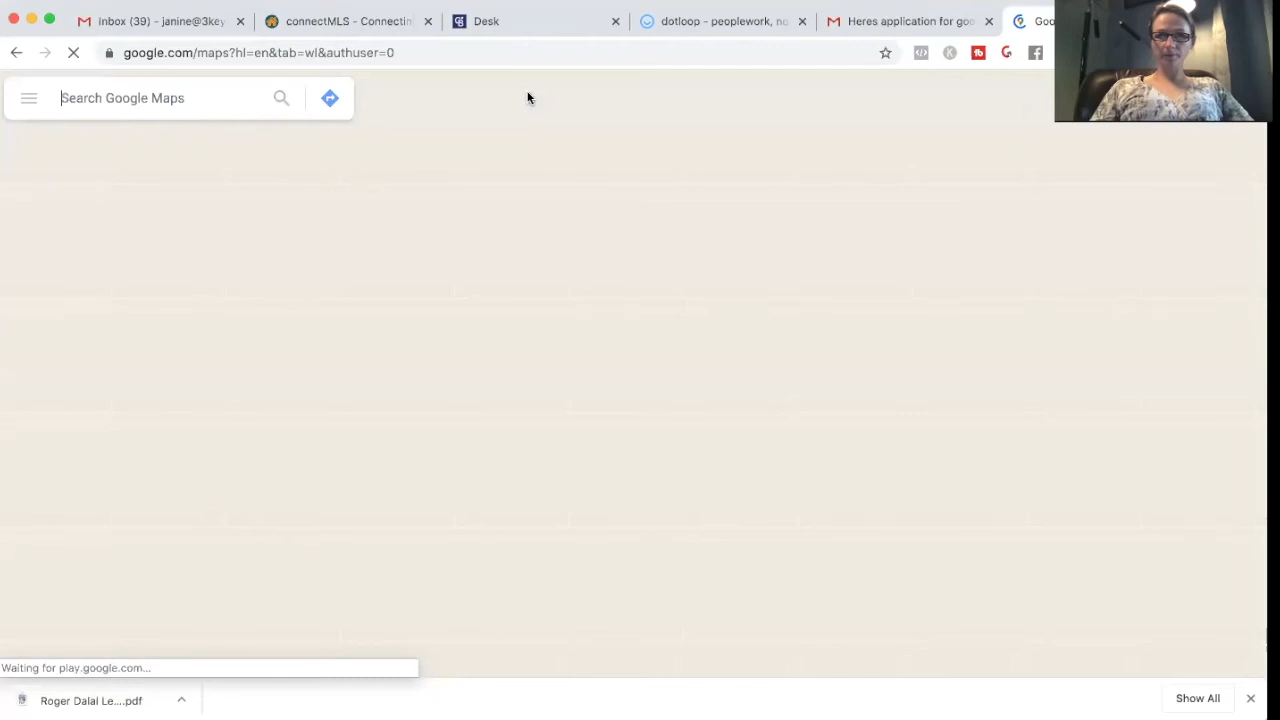 Inbox (39) - janine@3key
connectMLS - Connectin
Desk
dotloop - peoplework, no
Heres application for goo
Goo
google.com/maps?hl=en&tab=wl&authuser=0
Search Google Maps
Waiting for play.google.com...
Roger Dalal Le....pdf
Show All